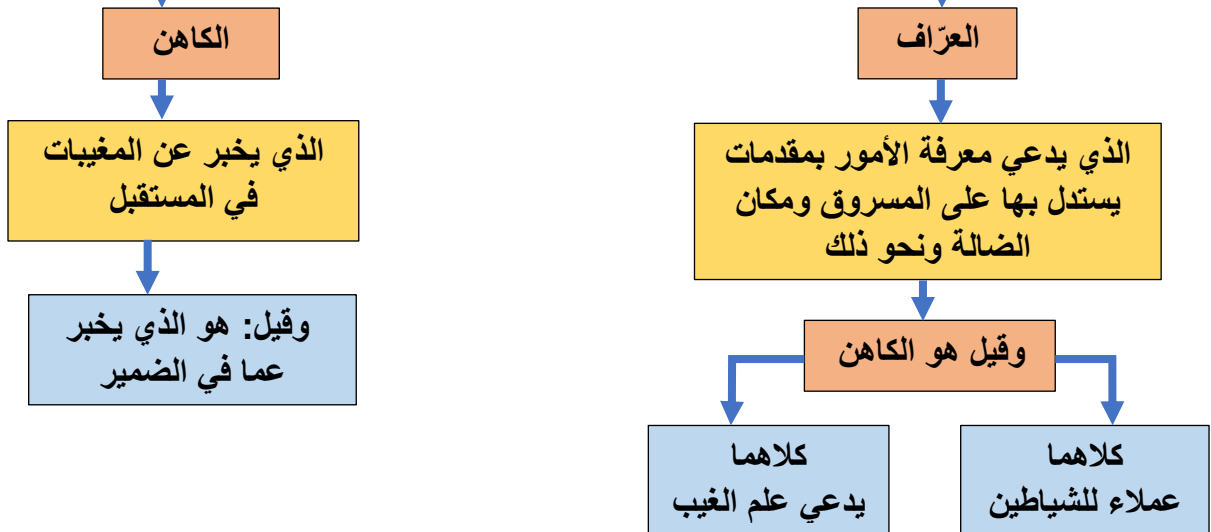 العرّاف
الذي يدعي معرفة الأمور بمقدمات
يستدل بها على المسروق ومكان
الضالة ونحو ذلك
وقيل هو الكاهن
كلاهما
عملاء للشياطين
كلاهما
يدعي علم الغيب
الكاهن
الذي يخبر عن المغيبات
في المستقبل
وقيل: هو الذي يخبر
عما في الضمير